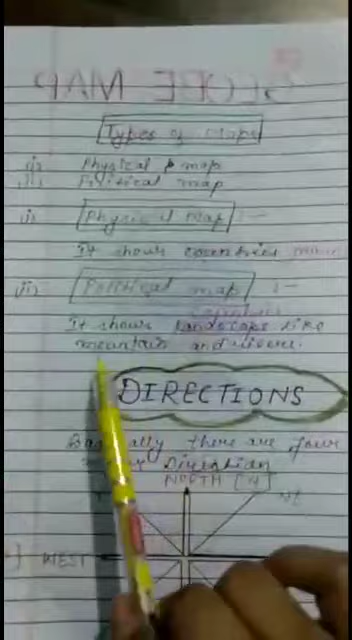 GLOBE MAP
Types of Maps
i) Physical map
ii) Political map
i) Physical map :-
It shows countries
ii) Political map :-
It shows landscape like
mountain and rivers.
DIRECTIONS
Basically there are four
Direction
NORTH [N]
NE
WEST